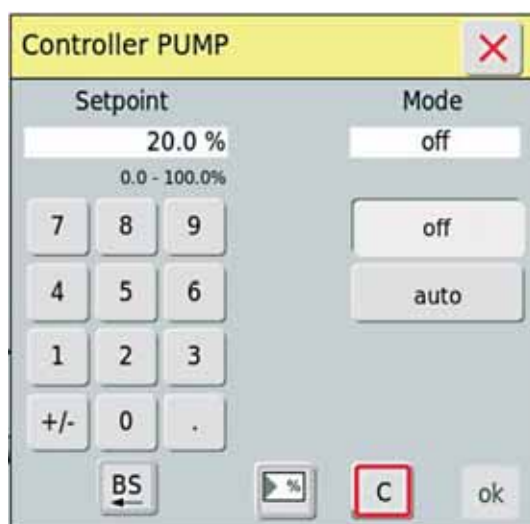 Controller PUMP
Setpoint Mode
20.0 % off
0.0 - 100.0%
7 8 9 off
4 5 6 auto
1 2 3
+/- 0 .
BS % C ok